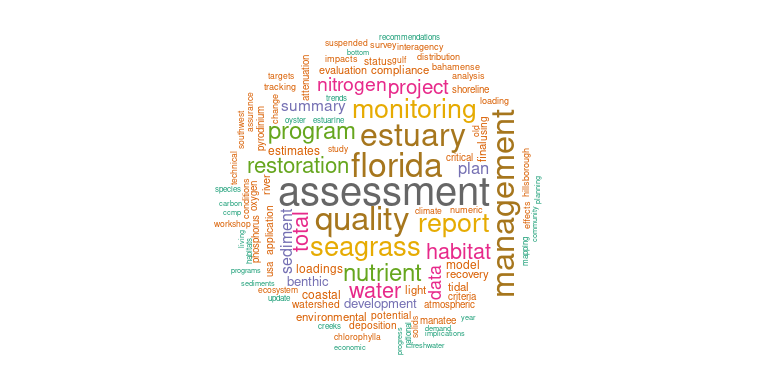 recommendations
suspended survey interagency
bottom
impacts status gulf distribution
evaluation compliance bahamense
targets attenuation analysis
tracking nitrogen project shoreline
trends
summary monitoring loading
southwest assurance change
oyster estuarine
pyrodinium program estuary old using
final
estimates study critical
technical restoration florida plan hillsborough planning
species river
conditions oxygen assessment management
carbon
ccmp
climate numeric effects
workshop phosphorus application sediment total quality report community
living habitats seagrass habitat mapping
usa
programs loadings nutrient data model
recovery
sediments benthic
ecosystem coastal water light tidal
update criteria
watershed development atmospheric
environmental potential
year
creeks deposition solids manatee
national demand
implications
chlorophylla progress
economic freshwater